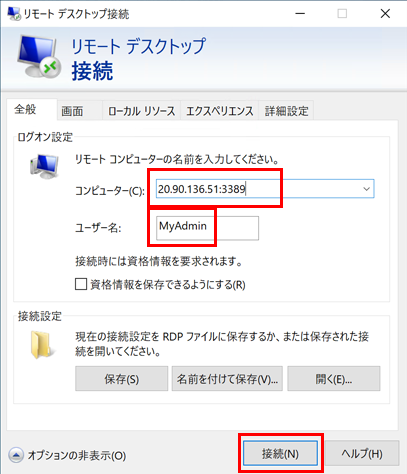 リモート デスクトップ接続
リモート デスクトップ
接続
全般 画面 ローカル リソース エクスペリエンス 詳細設定
ログオン設定
リモート コンピューターの名前を入力してください。
コンピューター(C): 20.90.136.51:3389
ユーザー名: MyAdmin
接続時には資格情報を要求されます。
資格情報を保存できるようにする(R)
接続設定
現在の接続設定を RDP ファイルに保存するか、または保存された接
続を開いてください。
保存(S) 名前を付けて保存(V)... 開く(E)...
オプションの非表示(O) 接続(N) ヘルプ(H)